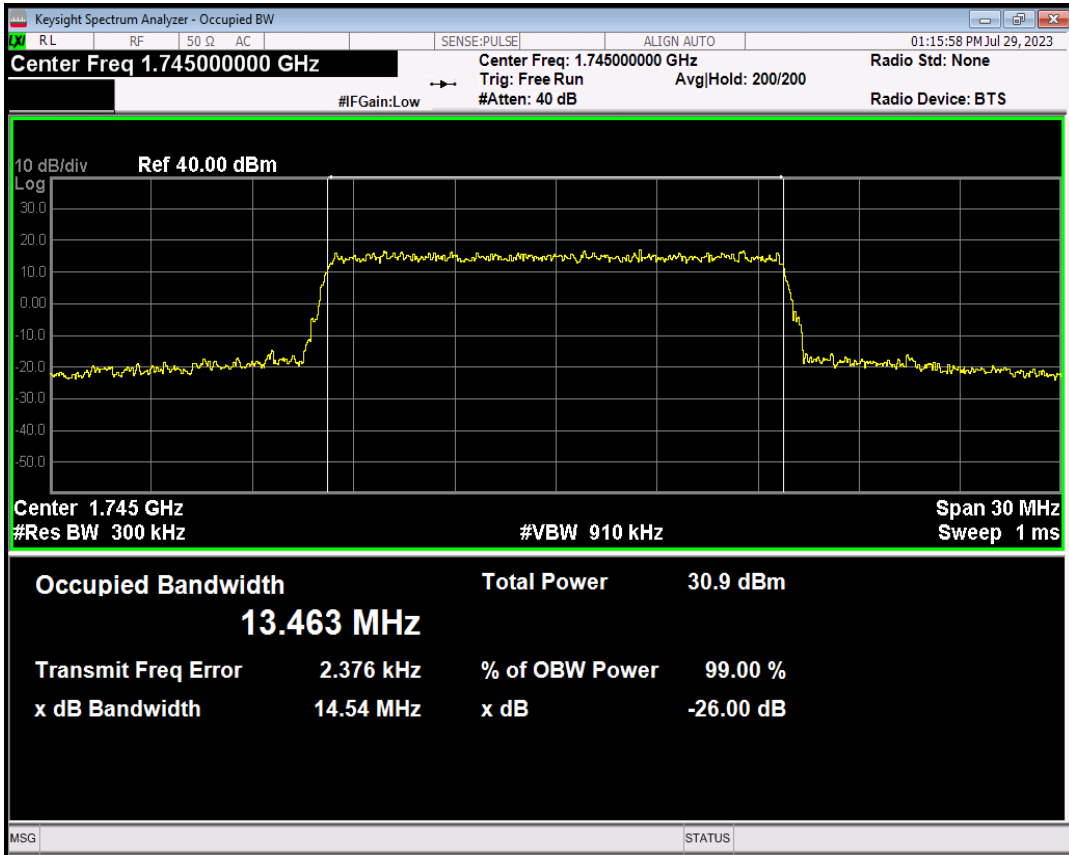 Keysight Spectrum Analyzer - Occupied BW
LXI RL RF 50 Ω AC SENSE:PULSE ALIGN AUTO 01:15:58 PM Jul 29, 2023
Center Freq 1.745000000 GHz Center Freq: 1.745000000 GHz Radio Std: None
Trig: Free Run Avg|Hold: 200/200
#IFGain:Low #Atten: 40 dB Radio Device: BTS
10 dB/div Ref 40.00 dBm
Log
30.0
20.0
10.0
0.00
-10.0
-20.0
-30.0
-40.0
-50.0
Center 1.745 GHz Span 30 MHz
#Res BW 300 kHz #VBW 910 kHz Sweep 1 ms
Occupied Bandwidth Total Power 30.9 dBm
13.463 MHz
Transmit Freq Error 2.376 kHz % of OBW Power 99.00 %
x dB Bandwidth 14.54 MHz x dB -26.00 dB
MSG STATUS